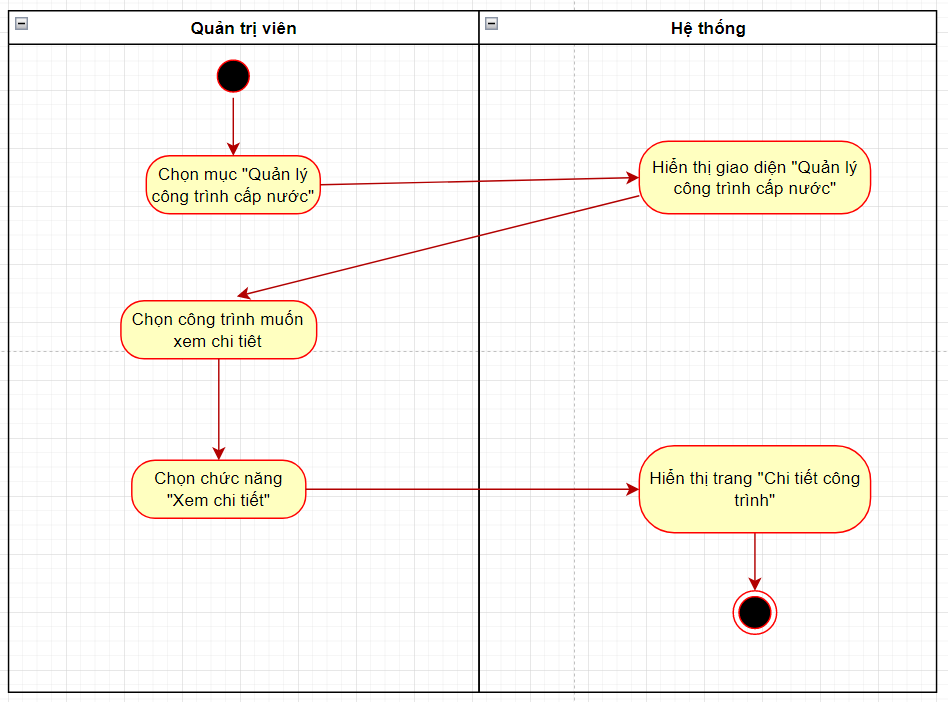 Quản trị viên
Hệ thống
Chọn mục "Quản lý
công trình cấp nước"
Hiển thị giao diện "Quản lý
công trình cấp nước"
Chọn công trình muốn
xem chi tiêt
Chọn chức năng
"Xem chi tiết"
Hiển thị trang "Chi tiết công
trình"